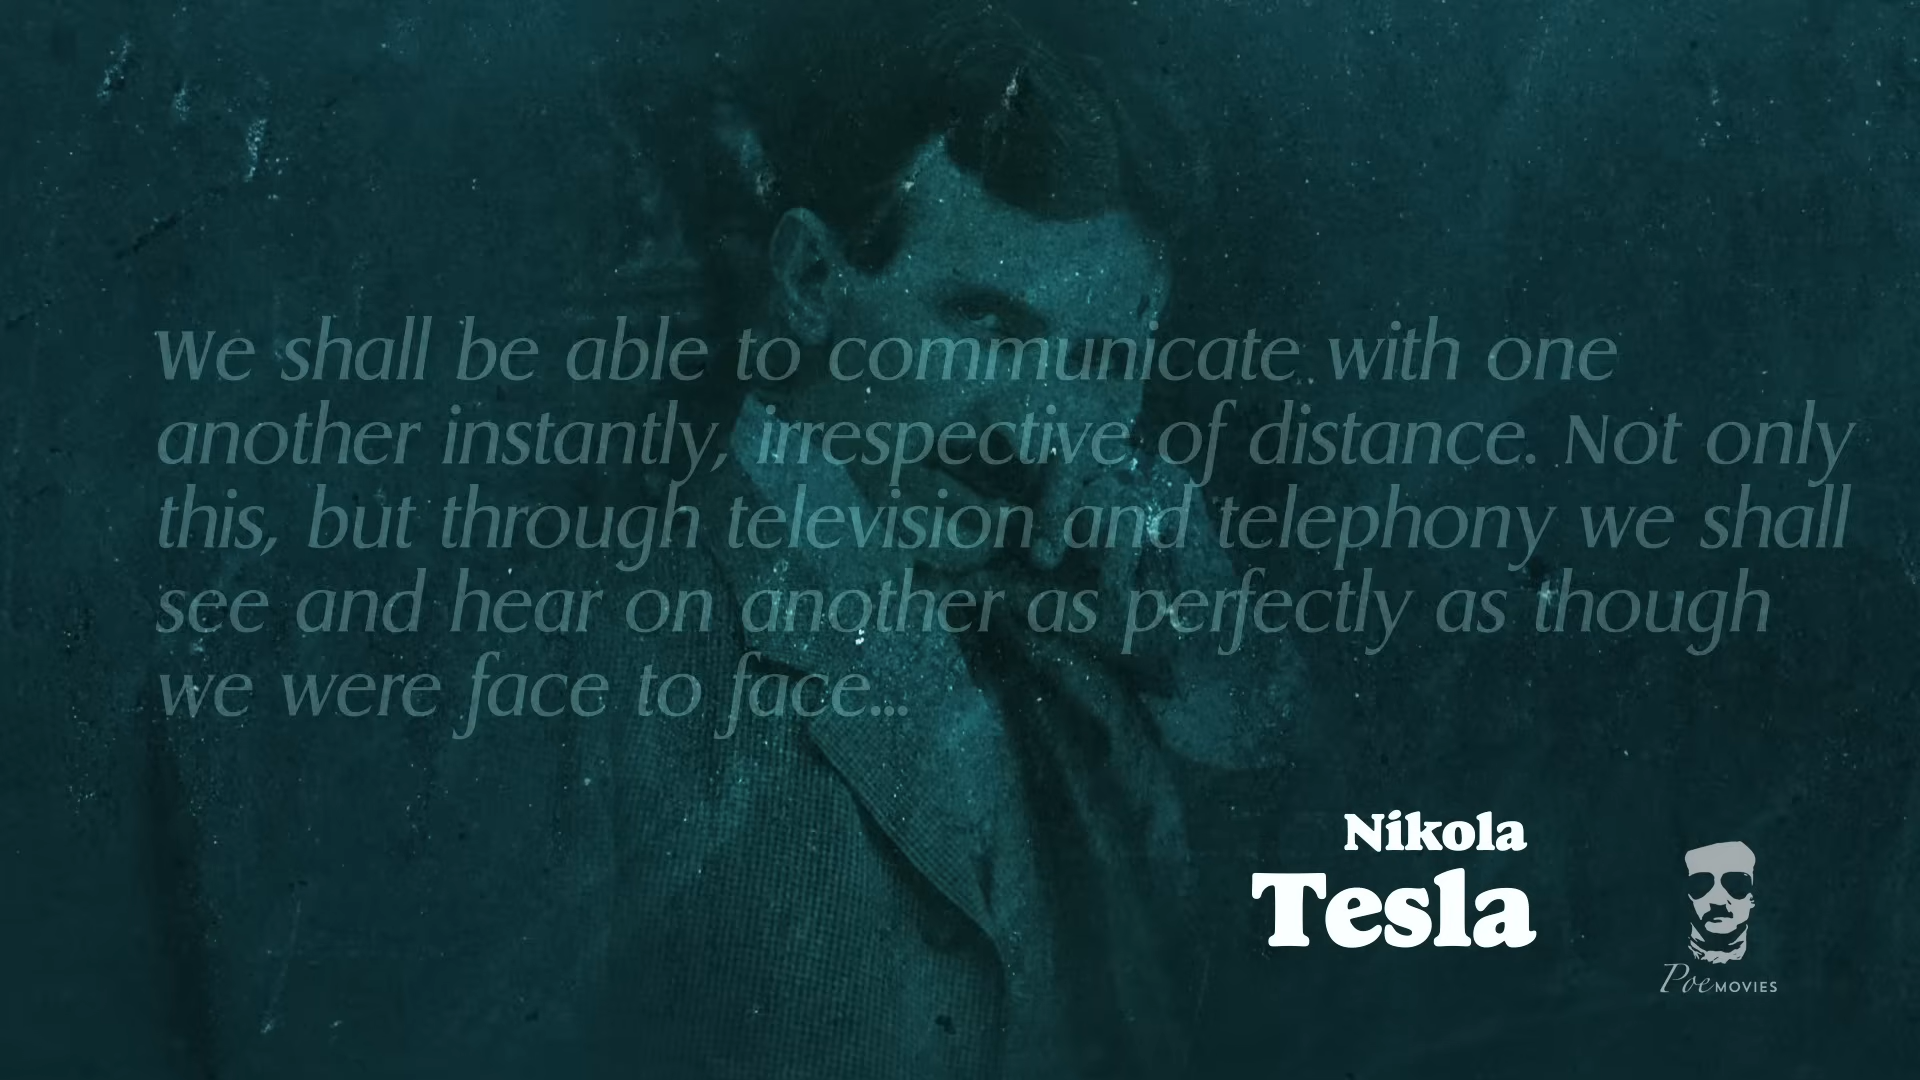 We shall be able to communicate with one
another instantly, irrespective of distance. Not only
this, but through television and telephony we shall
see and hear on another as perfectly as though
we were face to face...
Nikola
Tesla
Poe MOVIES